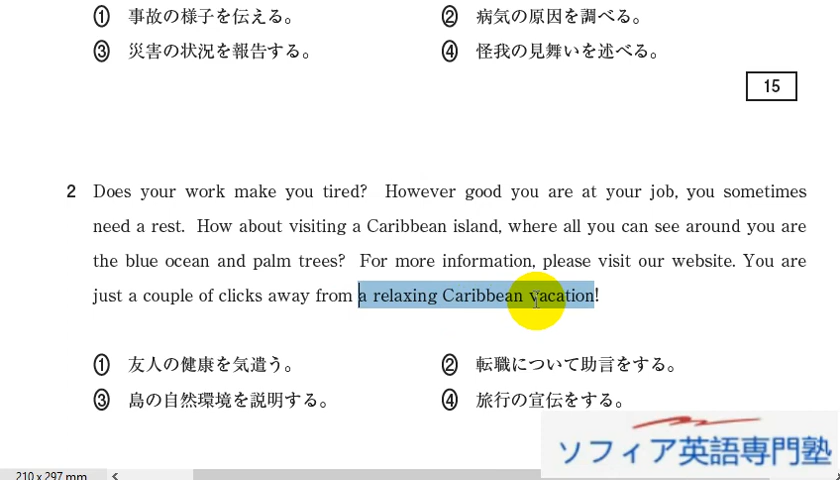 ① 事故の様子を伝える。 ② 病気の原因を調べる。
③ 災害の状況を報告する。 ④ 怪我の見舞いを述べる。
15
2 Does your work make you tired? However good you are at your job, you sometimes
need a rest. How about visiting a Caribbean island, where all you can see around you are
the blue ocean and palm trees? For more information, please visit our website. You are
just a couple of clicks away from a relaxing Caribbean vacation!
① 友人の健康を気遣う。 ② 転職について助言をする。
③ 島の自然環境を説明する。 ④ 旅行の宣伝をする。
ソフィア英語専門塾
210 x 297 mm